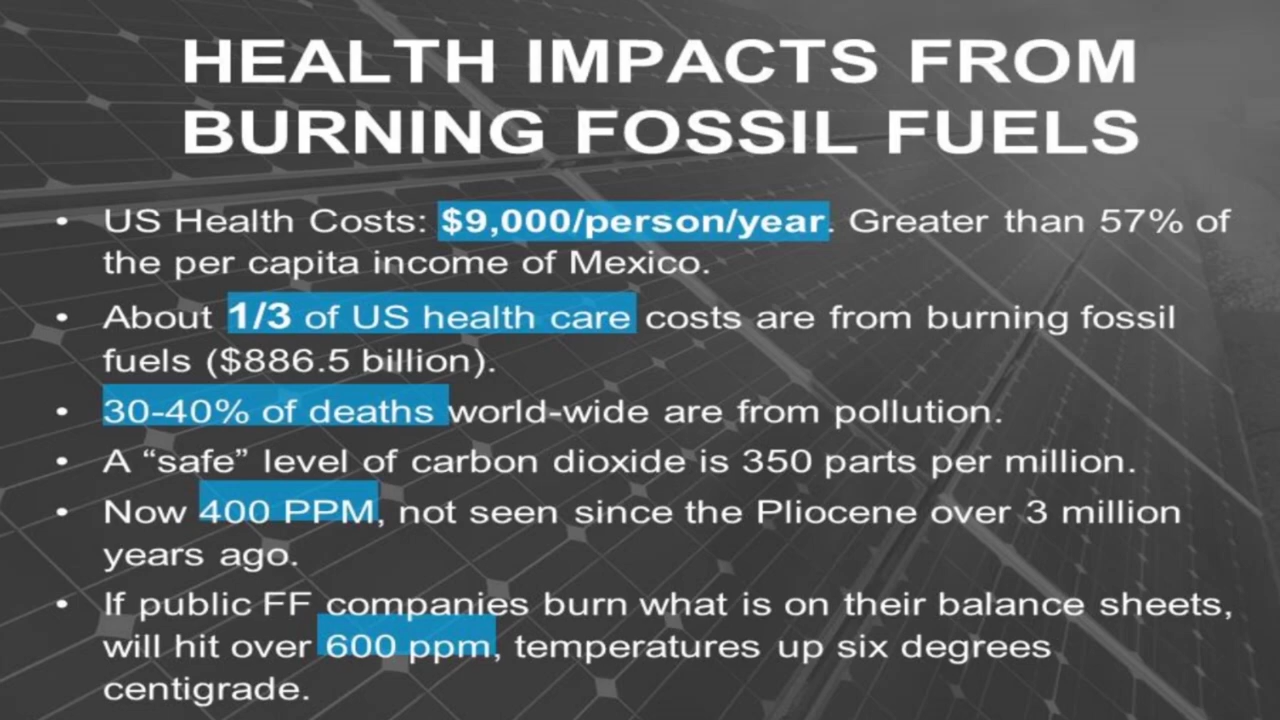 HEALTH IMPACTS FROM
BURNING FOSSIL FUELS
• US Health Costs: $9,000/person/year. Greater than 57% of
the per capita income of Mexico.
• About 1/3 of US health care costs are from burning fossil
fuels ($886.5 billion).
• 30-40% of deaths world-wide are from pollution.
• A “safe” level of carbon dioxide is 350 parts per million.
• Now 400 PPM, not seen since the Pliocene over 3 million
years ago.
• If public FF companies burn what is on their balance sheets,
will hit over 600 ppm, temperatures up six degrees
centigrade.